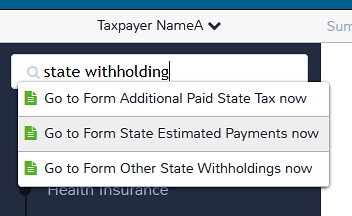 Taxpayer NameA
Sum
state withholding
Go to Form Additional Paid State Tax now
Go to Form State Estimated Payments now
Go to Form Other State Withholdings now
Health Insurance